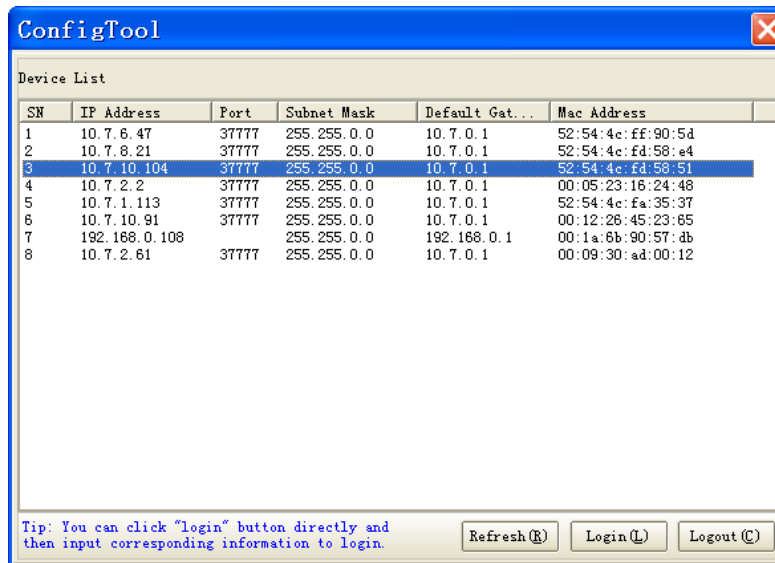 ConfigTool
Device List
SN IP Address Port Subnet Mask Default Gat... Mac Address
1 10.7.6.47 37777 255.255.0.0 10.7.0.1 52:54:4c:ff:90:5d
2 10.7.8.21 37777 255.255.0.0 10.7.0.1 52:54:4c:fd:58:e4
3 10.7.10.104 37777 255.255.0.0 10.7.0.1 52:54:4c:fd:58:51
4 10.7.2.2 37777 255.255.0.0 10.7.0.1 00:05:23:16:24:48
5 10.7.1.113 37777 255.255.0.0 10.7.0.1 52:54:4c:fa:35:37
6 10.7.10.91 37777 255.255.0.0 10.7.0.1 00:12:26:45:23:65
7 192.168.0.108 255.255.0.0 192.168.0.1 00:1a:6b:90:57:db
8 10.7.2.61 37777 255.255.0.0 10.7.0.1 00:09:30:ad:00:12
Tip: You can click "login" button directly and
then input corresponding information to login.
Refresh(R) Login(L) Logout(C)